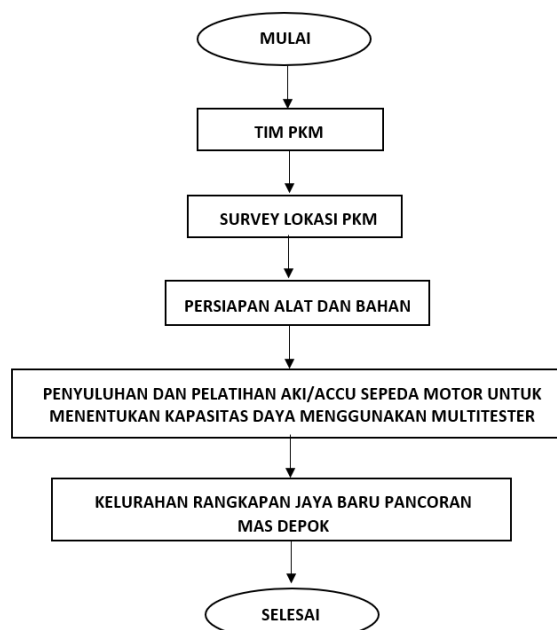 MULAI
TIM PKM
SURVEY LOKASI PKM
PERSIAPAN ALAT DAN BAHAN
PENYULUHAN DAN PELATIHAN AKI/ACCU SEPEDA MOTOR UNTUK
MENENTUKAN KAPASITAS DAYA MENGGUNAKAN MULTITESTER
KELURAHAN RANGKAPAN JAYA BARU PANCORAN
MAS DEPOK
SELESAI